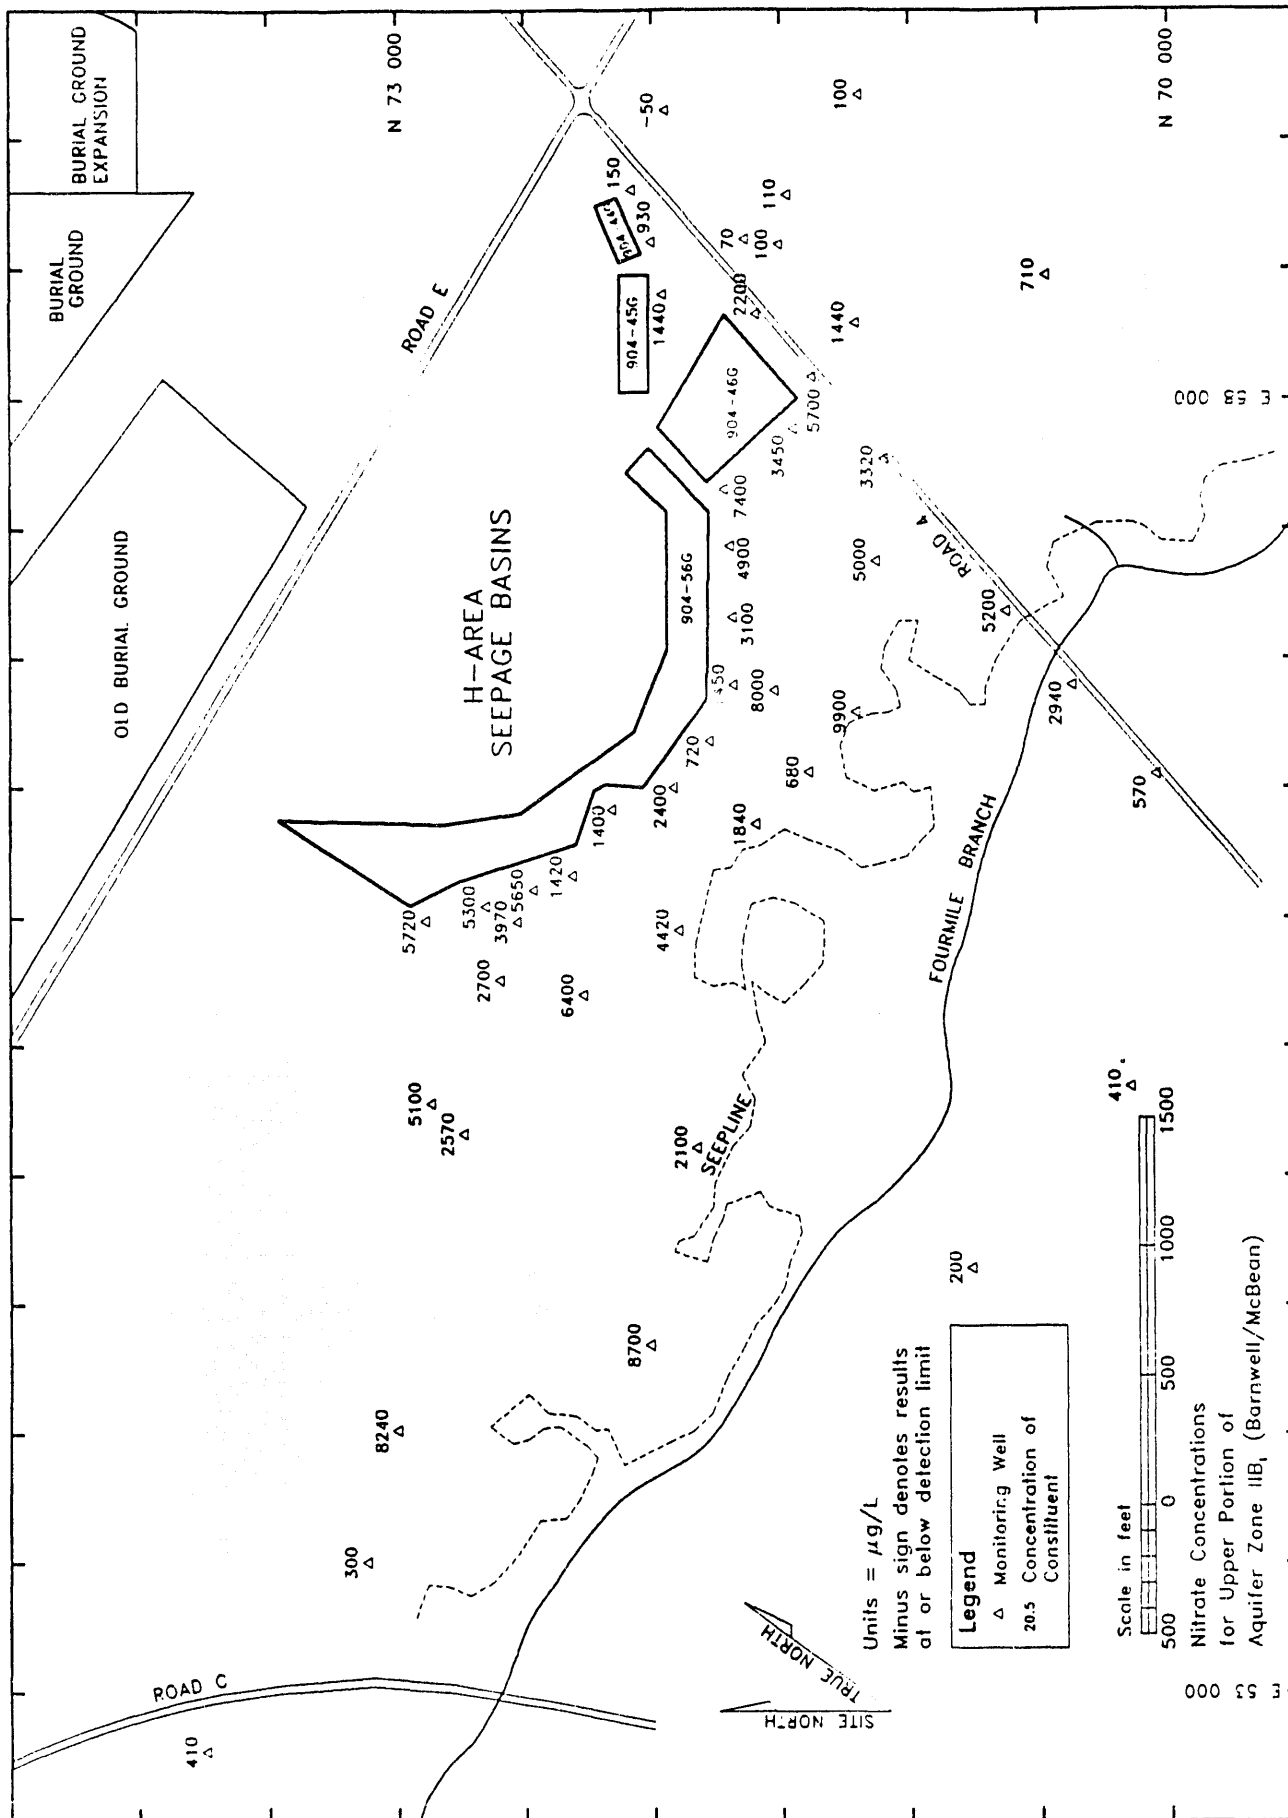 OLD BURIAL GROUND
BURIAL
GROUND
BURIAL GROUND
EXPANSION
ROAD C
410
ROAD E
N 73 000
300
8240
5100
2570
5720
5300
3970
5650
2700
1420
6400
1400
H-AREA
SEEPAGE BASINS
904-56G
904-45G
1440
904-46G
150
930
-50
8700
2100
4420
2400
720
1840
680
8000
3100
4900
7400
3450
5700
2200
70
100
110
100
1440
9900
5000
3320
710
SEEPLINE
FOURMILE BRANCH
ROAD 4
5200
2940
570
N 70 000
E 58 000
E 53 000
SITE NORTH
TRUE NORTH
200
410
Units = µg/L
Minus sign denotes results
at or below detection limit
Legend
△ Monitoring Well
20.5 Concentration of
Constituent
Scale in feet
500 0 500 1000 1500
Nitrate Concentrations
for Upper Portion of
Aquifer Zone IIB₁ (Barnwell/McBean)